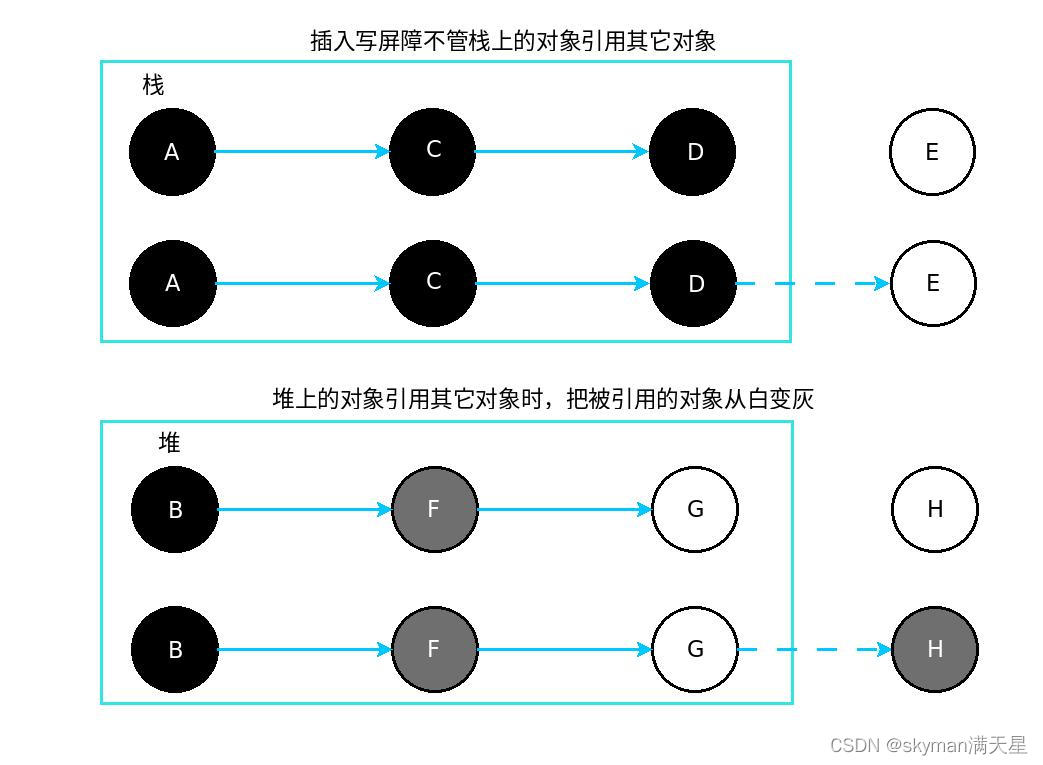 插入写屏障不管栈上的对象引用其它对象
栈
A C D E
A C D E
堆上的对象引用其它对象时，把被引用的对象从白变灰
堆
B F G H
B F G H
CSDN @skyman满天星